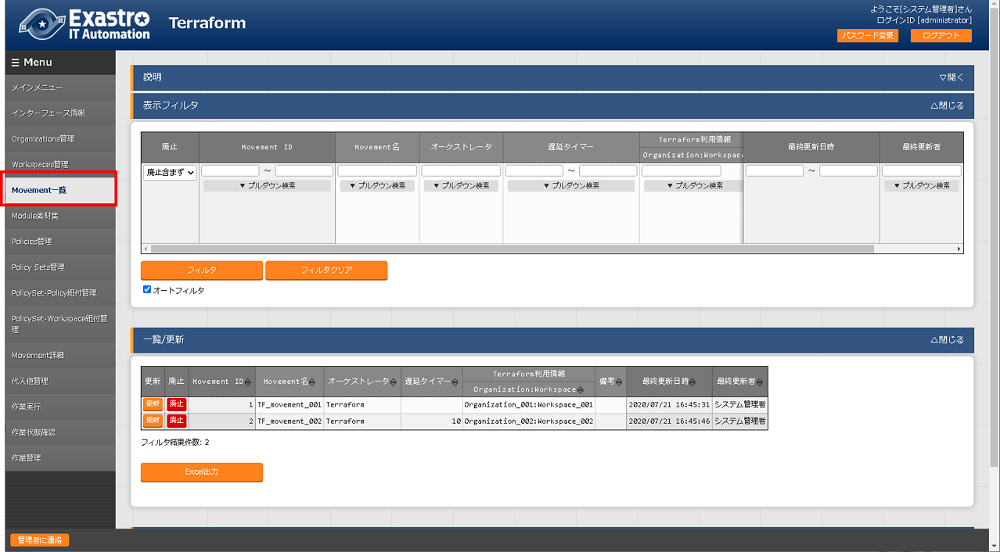 Exastro
IT Automation
Terraform
ようこそ[システム管理者]さん
ログインID [administrator]
パスワード変更
ログアウト
☰ Menu
メインメニュー
インターフェース情報
Organizations管理
Workspaces管理
Movement一覧
Module素材集
Policies管理
Policy Sets管理
PolicySet-Policy紐付管理
PolicySet-Workspace紐付管
理
Movement詳細
代入値管理
作業実行
作業状態確認
作業管理
説明
▽開く
表示フィルタ
△閉じる
廃止
Movement ID
Movement名
オーケストレータ
遅延タイマー
Terraform利用情報
Organization:Workspac
最終更新日時
最終更新者
廃止含まず
～
～
～
▼ プルダウン検索
▼ プルダウン検索
▼ プルダウン検索
▼ プルダウン検索
▼ プルダウン検索
▼ プルダウン検索
フィルタ
フィルタクリア
オートフィルタ
一覧/更新
△閉じる
更新 廃止 Movement ID Movement名 オーケストレータ 遅延タイマー Terraform利用情報 備考 最終更新日時 最終更新者
Organization:Workspace
更新 廃止 1 TF_movement_001 Terraform Organization_001:Workspace_001 2020/07/21 16:45:31 システム管理者
更新 廃止 2 TF_movement_002 Terraform 10 Organization_002:Workspace_002 2020/07/21 16:45:46 システム管理者
フィルタ結果件数: 2
Excel出力
管理者に連絡